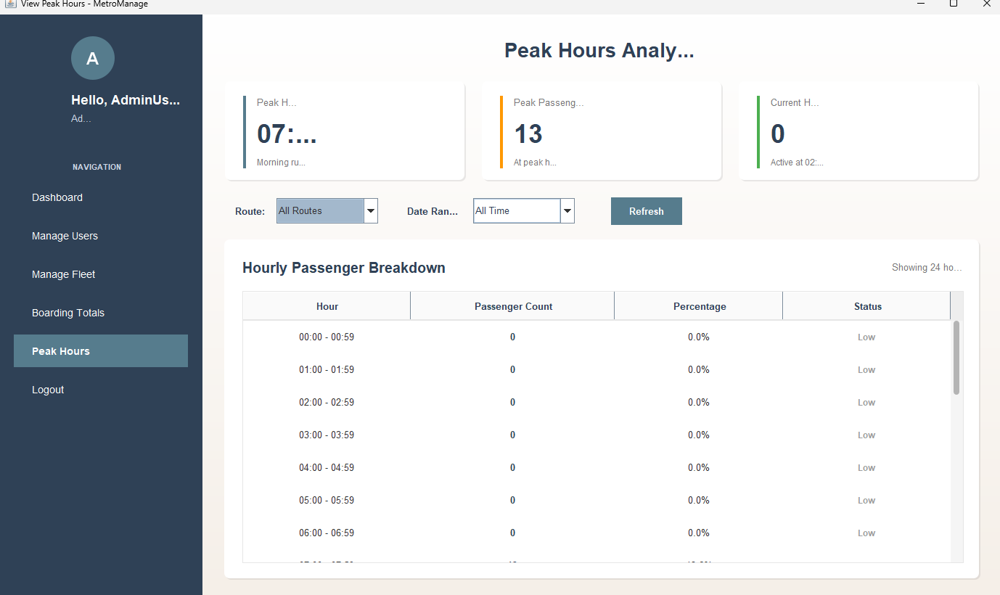 View Peak Hours - MetroManage
A
Hello, AdminUs...
Ad...
NAVIGATION
Dashboard
Manage Users
Manage Fleet
Boarding Totals
Peak Hours
Logout
Peak Hours Analy...
Peak H...
07:...
Morning ru...
Peak Passeng...
13
At peak h...
Current H...
0
Active at 02:...
Route: All Routes Date Ran... All Time Refresh
Hourly Passenger Breakdown Showing 24 ho...
Hour Passenger Count Percentage Status
00:00 - 00:59 0 0.0% Low
01:00 - 01:59 0 0.0% Low
02:00 - 02:59 0 0.0% Low
03:00 - 03:59 0 0.0% Low
04:00 - 04:59 0 0.0% Low
05:00 - 05:59 0 0.0% Low
06:00 - 06:59 0 0.0% Low